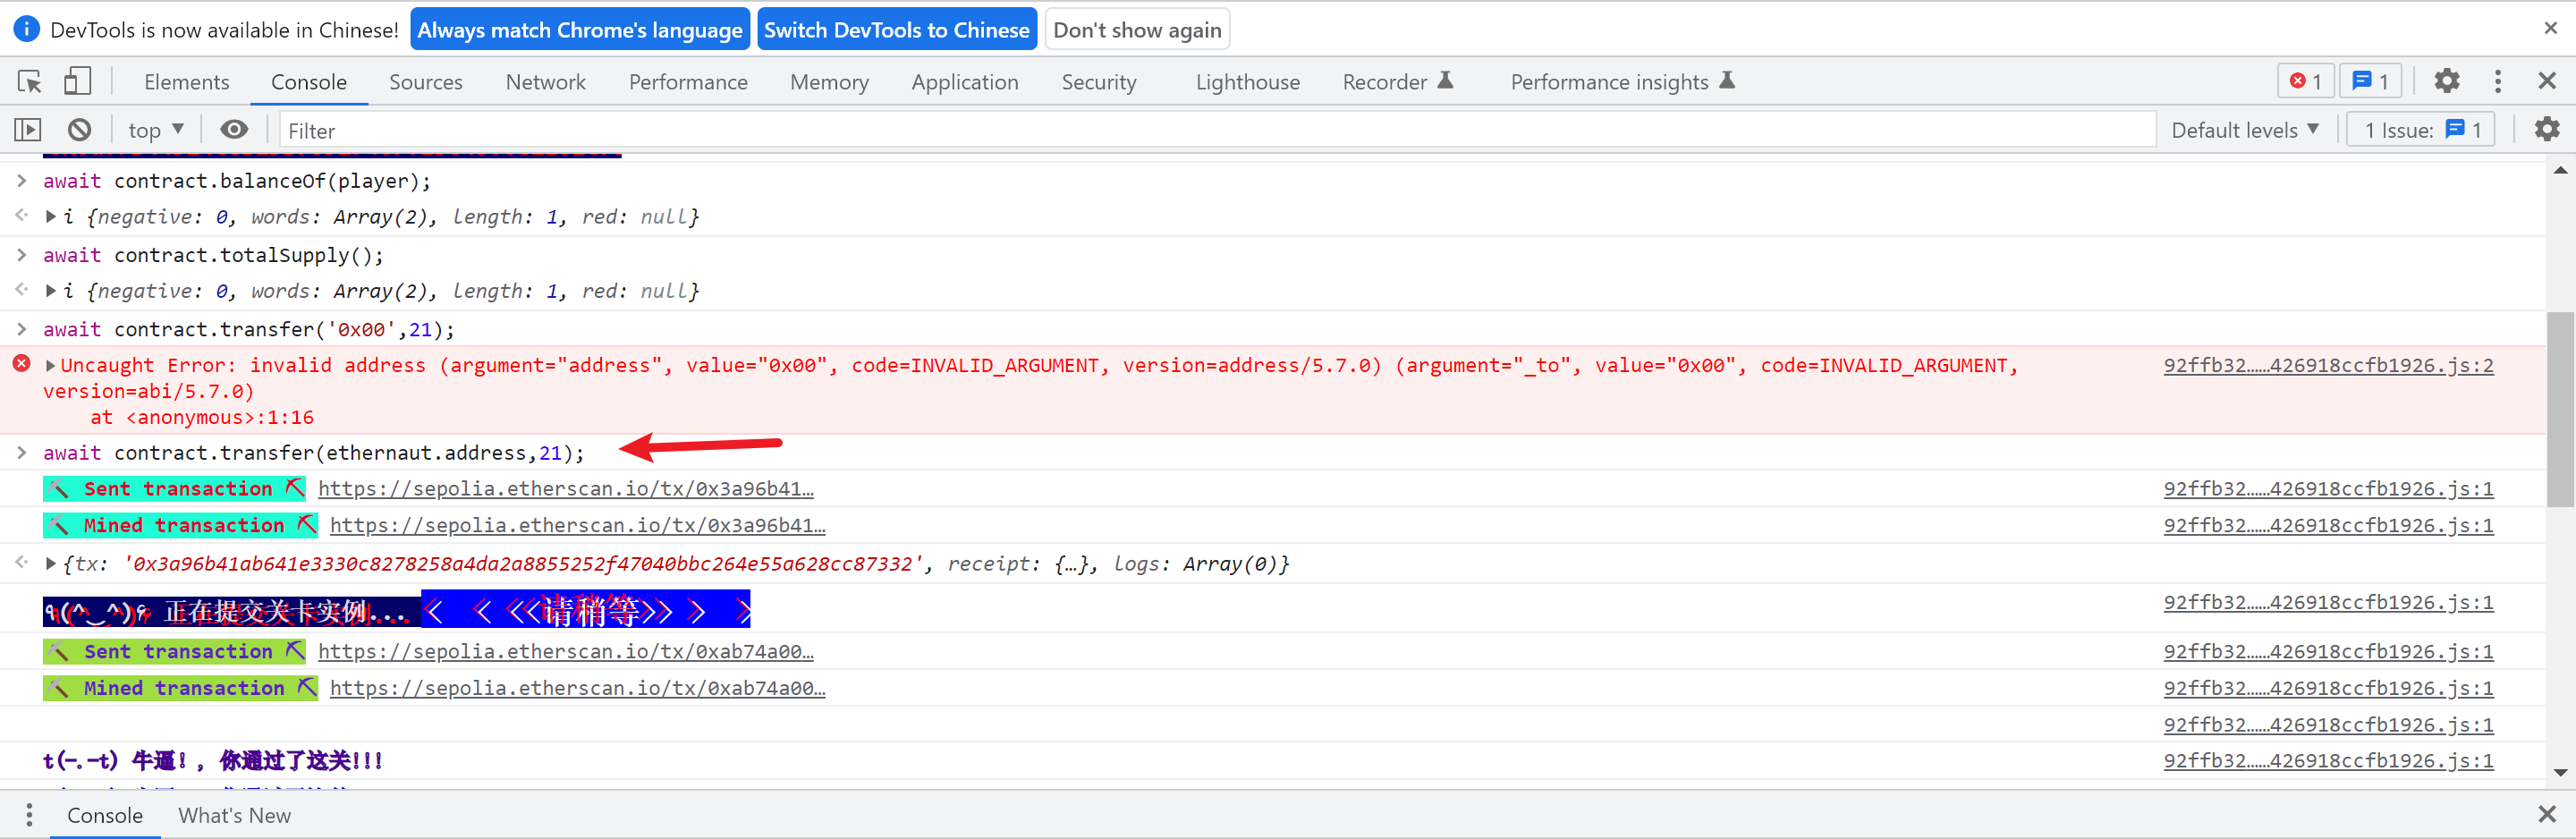 DevTools is now available in Chinese! Always match Chrome's language Switch DevTools to Chinese Don't show again
Elements Console Sources Network Performance Memory Application Security Lighthouse Recorder Performance insights 1 1
top Filter Default levels 1 Issue: 1
await contract.balanceOf(player);
i {negative: 0, words: Array(2), length: 1, red: null}
await contract.totalSupply();
i {negative: 0, words: Array(2), length: 1, red: null}
await contract.transfer('0x00',21);
Uncaught Error: invalid address (argument="address", value="0x00", code=INVALID_ARGUMENT, version=address/5.7.0) (argument="_to", value="0x00", code=INVALID_ARGUMENT, 92ffb32……426918ccfb1926.js:2
version=abi/5.7.0)
at <anonymous>:1:16
await contract.transfer(ethernaut.address,21);
Sent transaction https://sepolia.etherscan.io/tx/0x3a96b41… 92ffb32……426918ccfb1926.js:1
Mined transaction https://sepolia.etherscan.io/tx/0x3a96b41… 92ffb32……426918ccfb1926.js:1
{tx: '0x3a96b41ab641e3330c8278258a4da2a8855252f47040bbc264e55a628cc87332', receipt: {…}, logs: Array(0)}
٩(^‿^)۶ 正在提交关卡实例.... < < <<请稍等>> > > 92ffb32……426918ccfb1926.js:1
Sent transaction https://sepolia.etherscan.io/tx/0xab74a00… 92ffb32……426918ccfb1926.js:1
Mined transaction https://sepolia.etherscan.io/tx/0xab74a00… 92ffb32……426918ccfb1926.js:1
92ffb32……426918ccfb1926.js:1
t(-.-t) 牛逼!, 你通过了这关!!! 92ffb32……426918ccfb1926.js:1
Console What's New